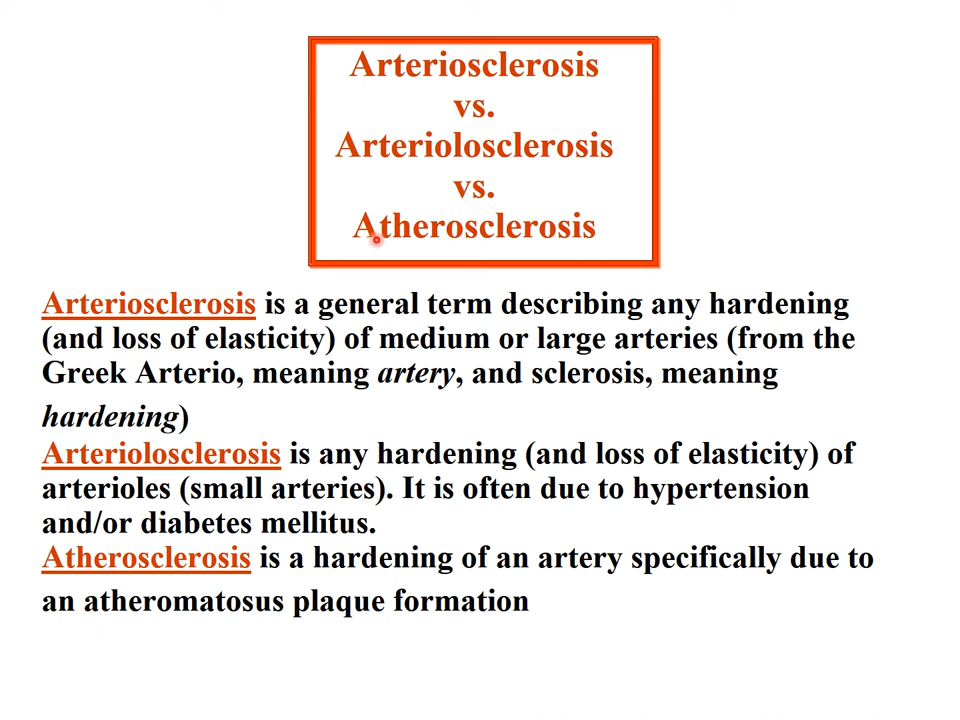 Arteriosclerosis
vs.
Arteriolosclerosis
vs.
Atherosclerosis
Arteriosclerosis is a general term describing any hardening
(and loss of elasticity) of medium or large arteries (from the
Greek Arterio, meaning artery, and sclerosis, meaning
hardening)
Arteriolosclerosis is any hardening (and loss of elasticity) of
arterioles (small arteries). It is often due to hypertension
and/or diabetes mellitus.
Atherosclerosis is a hardening of an artery specifically due to
an atheromatosus plaque formation